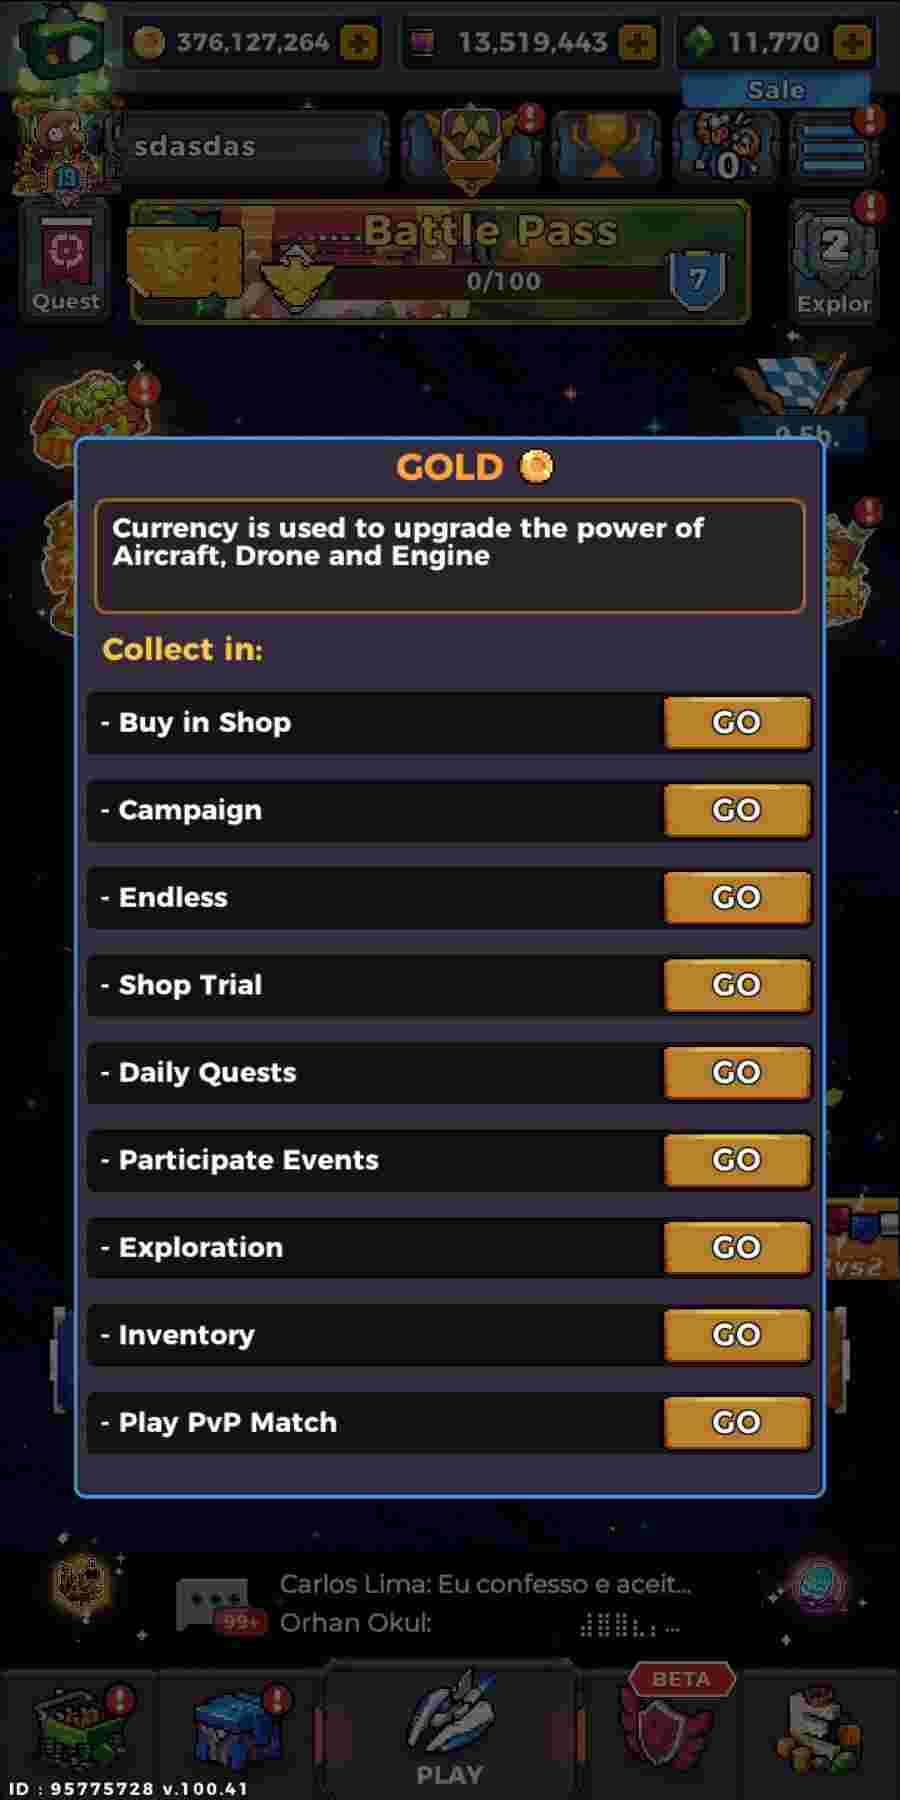 376,127,264
13,519,443
11,770
Sale
19
sdasdas
0
Battle Pass
0/100
7
Quest
2
Explor
GOLD
Currency is used to upgrade the power of
Aircraft, Drone and Engine
Collect in:
- Buy in Shop GO
- Campaign GO
- Endless GO
- Shop Trial GO
- Daily Quests GO
- Participate Events GO
- Exploration GO
- Inventory GO
- Play PvP Match GO
Carlos Lima: Eu confesso e aceit...
99+
Orhan Okul:
BETA
PLAY
ID : 95775728 v.100.41